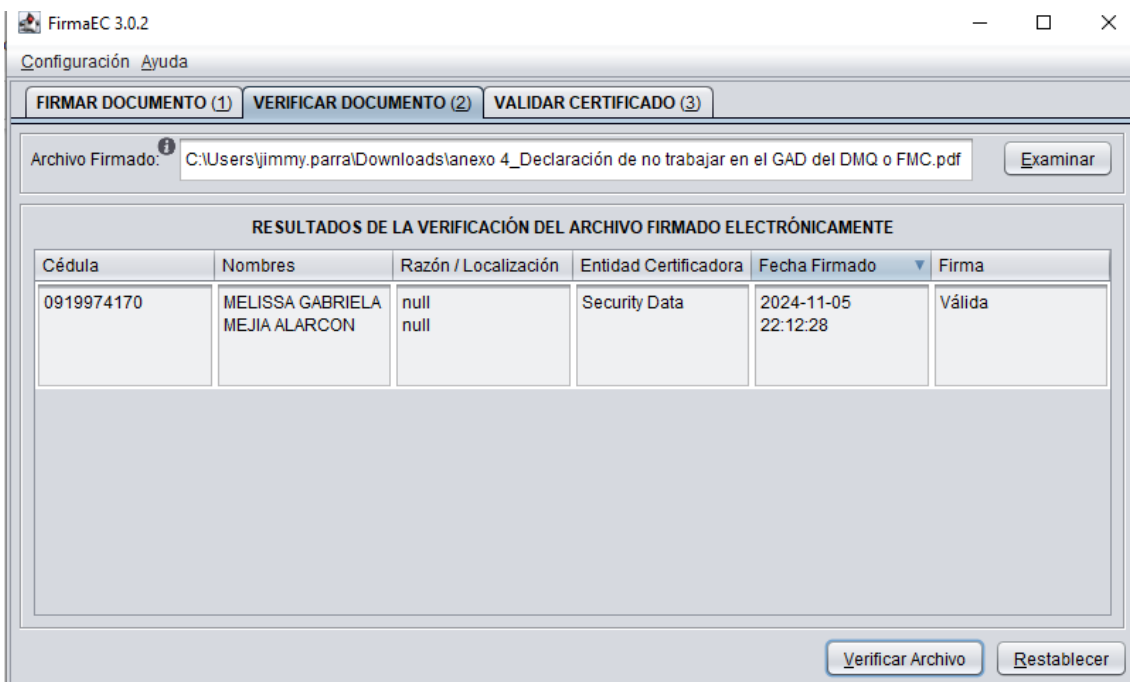 FirmaEC 3.0.2
Configuración Ayuda
FIRMAR DOCUMENTO (1) VERIFICAR DOCUMENTO (2) VALIDAR CERTIFICADO (3)
Archivo Firmado: C:\Users\jimmy.parra\Downloads\anexo 4_Declaración de no trabajar en el GAD del DMQ o FMC.pdf Examinar
RESULTADOS DE LA VERIFICACIÓN DEL ARCHIVO FIRMADO ELECTRÓNICAMENTE
Cédula Nombres Razón / Localización Entidad Certificadora Fecha Firmado Firma
0919974170 MELISSA GABRIELA null Security Data 2024-11-05 Válida
MEJIA ALARCON null 22:12:28
Verificar Archivo Restablecer